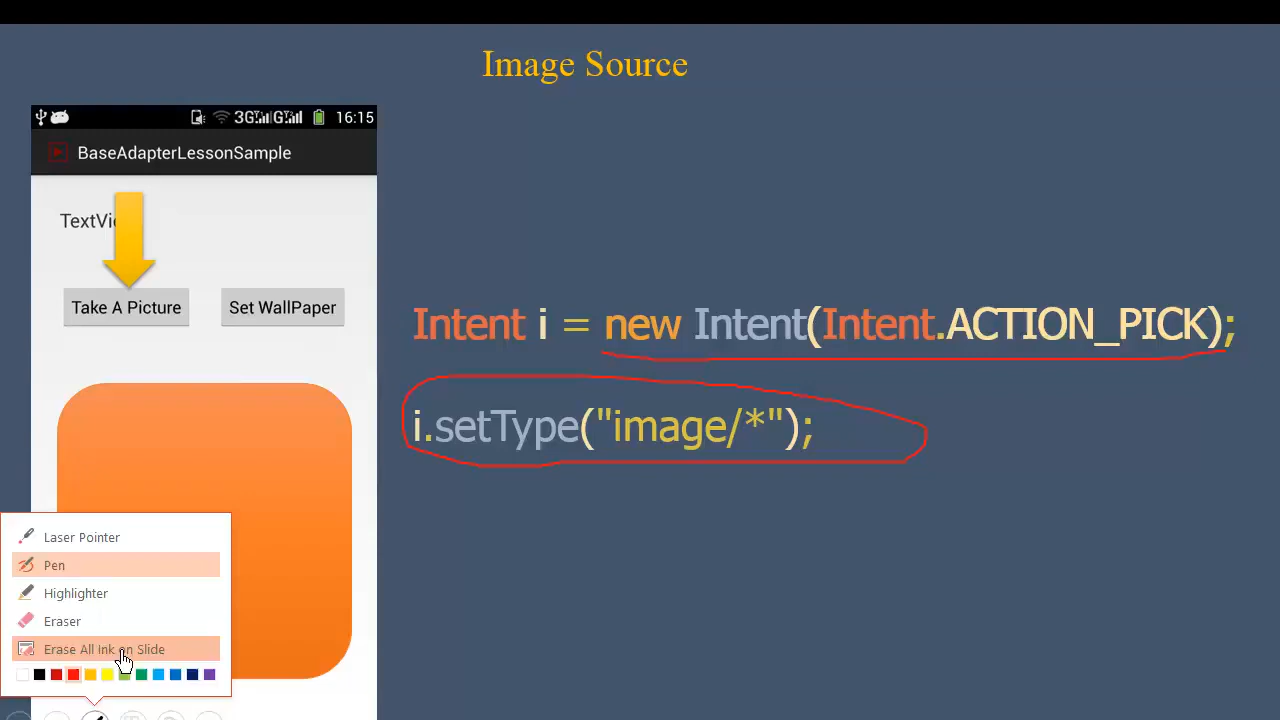 Image Source
3G G 16:15
BaseAdapterLessonSample
TextVi
Take A Picture
Set WallPaper
Intent i = new Intent(Intent.ACTION_PICK);
i.setType("image/*");
Laser Pointer
Pen
Highlighter
Eraser
Erase All Ink on Slide